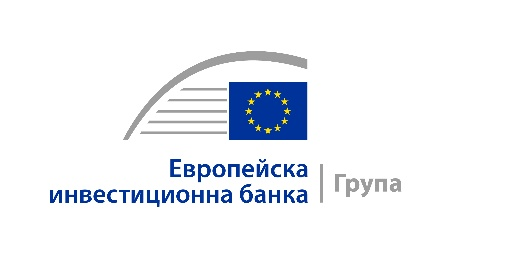 Европейска
инвестиционна банка
Група